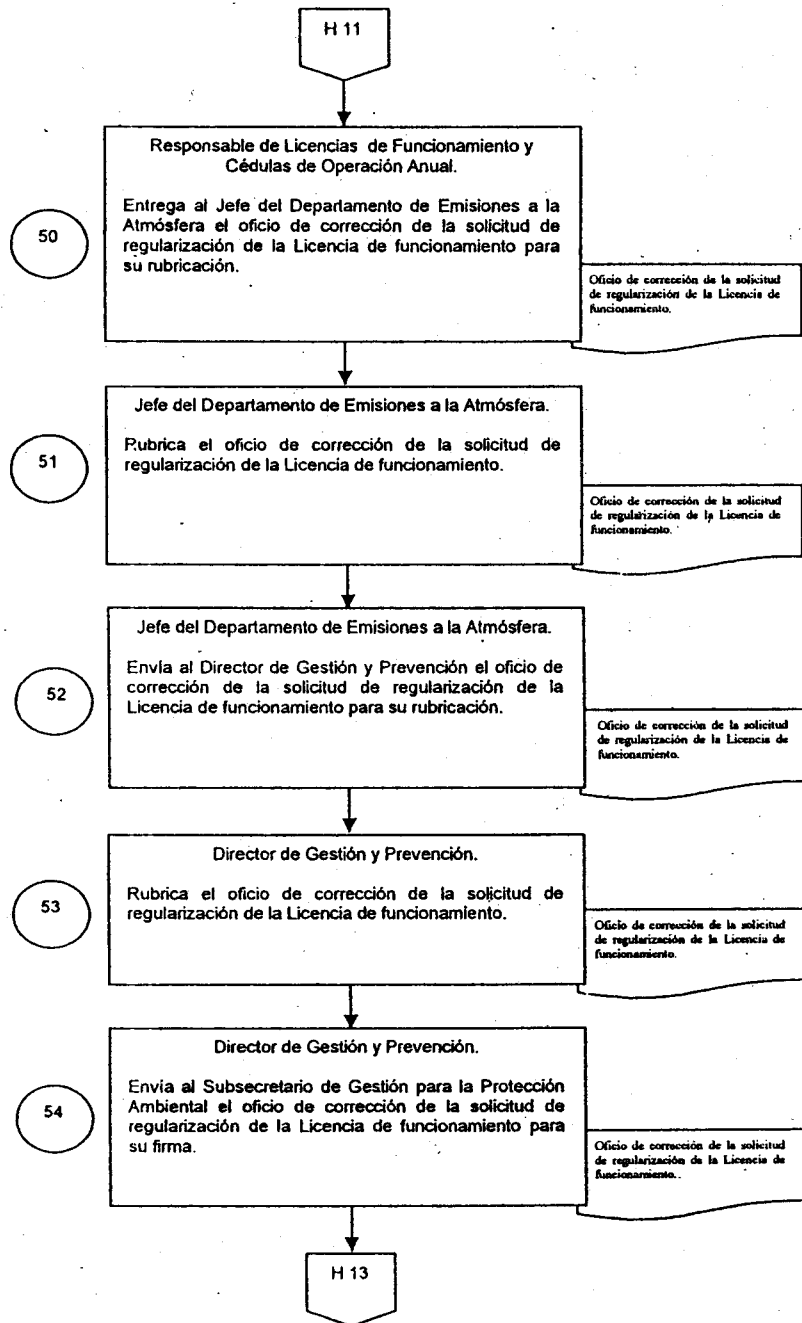 H 11
Responsable de Licencias de Funcionamiento y
Cédulas de Operación Anual.
50
Entrega al Jefe del Departamento de Emisiones a la
Atmósfera el oficio de corrección de la solicitud de
regularización de la Licencia de funcionamiento para
su rubricación.
Oficio de corrección de la solicitud
de regularización de la Licencia de
funcionamiento.
Jefe del Departamento de Emisiones a la Atmósfera.
51
Rubrica el oficio de corrección de la solicitud de
regularización de la Licencia de funcionamiento.
Oficio de corrección de la solicitud
de regularización de la Licencia de
funcionamiento.
Jefe del Departamento de Emisiones a la Atmósfera.
52
Envía al Director de Gestión y Prevención el oficio de
corrección de la solicitud de regularización de la
Licencia de funcionamiento para su rubricación.
Oficio de corrección de la solicitud
de regularización de la Licencia de
funcionamiento.
Director de Gestión y Prevención.
53
Rubrica el oficio de corrección de la solicitud de
regularización de la Licencia de funcionamiento.
Oficio de corrección de la solicitud
de regularización de la Licencia de
funcionamiento.
Director de Gestión y Prevención.
54
Envía al Subsecretario de Gestión para la Protección
Ambiental el oficio de corrección de la solicitud de
regularización de la Licencia de funcionamiento para
su firma.
Oficio de corrección de la solicitud
de regularización de la Licencia de
funcionamiento..
H 13